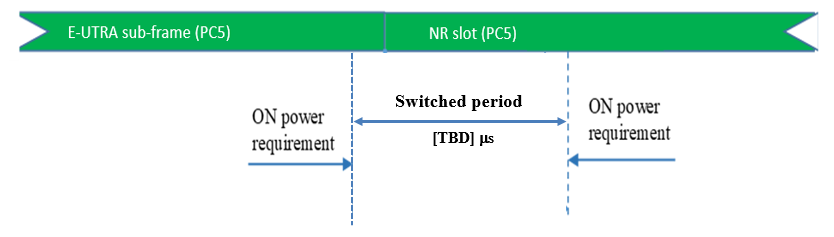 E-UTRA sub-frame (PC5)
NR slot (PC5)
ON power
requirement
Switched period
[TBD] μs
ON power
requirement